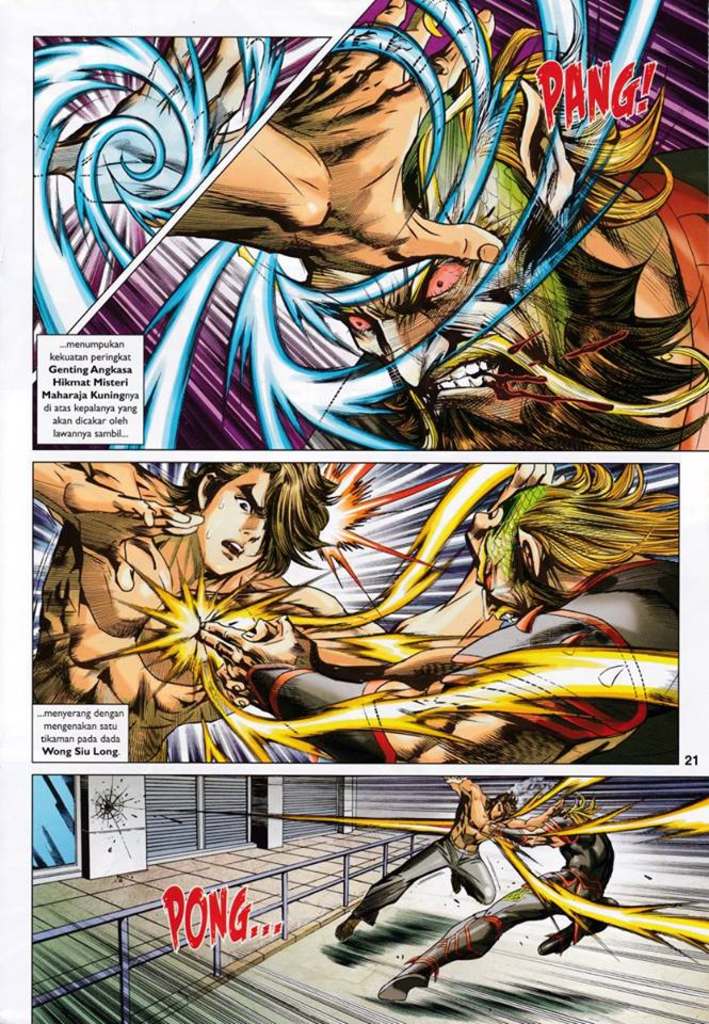 PANG!
...menumpukan
kekuatan peringkat
Genting Angkasa
Hikmat Misteri
Maharaja Kuningnya
di atas kepalanya yang
akan dicakar oleh
lawannya sambil...
...menyerang dengan
mengenakan satu
tikaman pada dada
Wong Siu Long.
21
PONG...